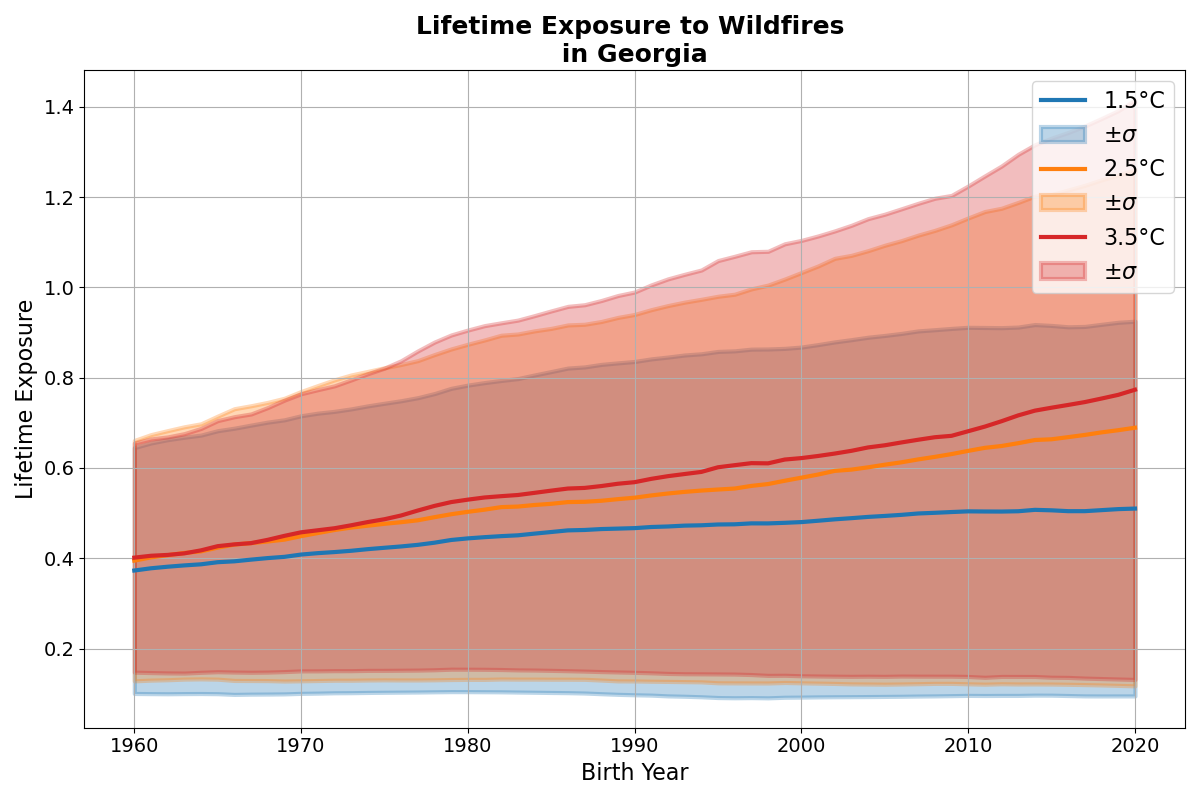 Lifetime Exposure to Wildfires
in Georgia
1.5°C
±σ
2.5°C
±σ
3.5°C
±σ
Lifetime Exposure
1.4
1.2
1.0
0.8
0.6
0.4
0.2
1960 1970 1980 1990 2000 2010 2020
Birth Year